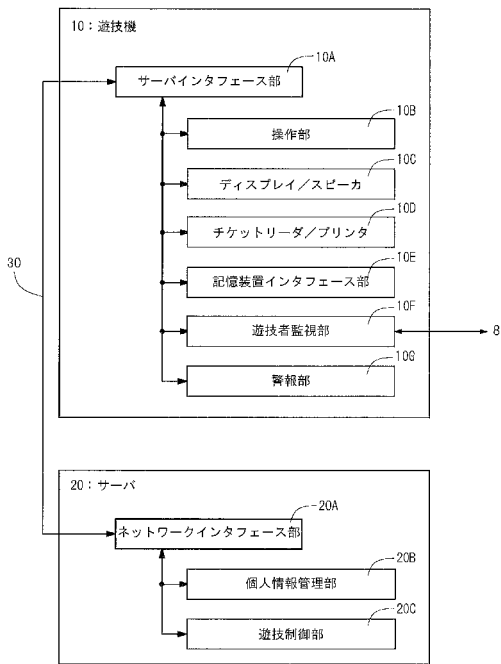 10：遊技機
10A
サーバインタフェース部
10B
操作部
10C
ディスプレイ／スピーカ
10D
チケットリーダ／プリンタ
30
10E
記憶装置インタフェース部
10F
遊技者監視部
8
10G
警報部
20：サーバ
20A
ネットワークインタフェース部
20B
個人情報管理部
20C
遊技制御部